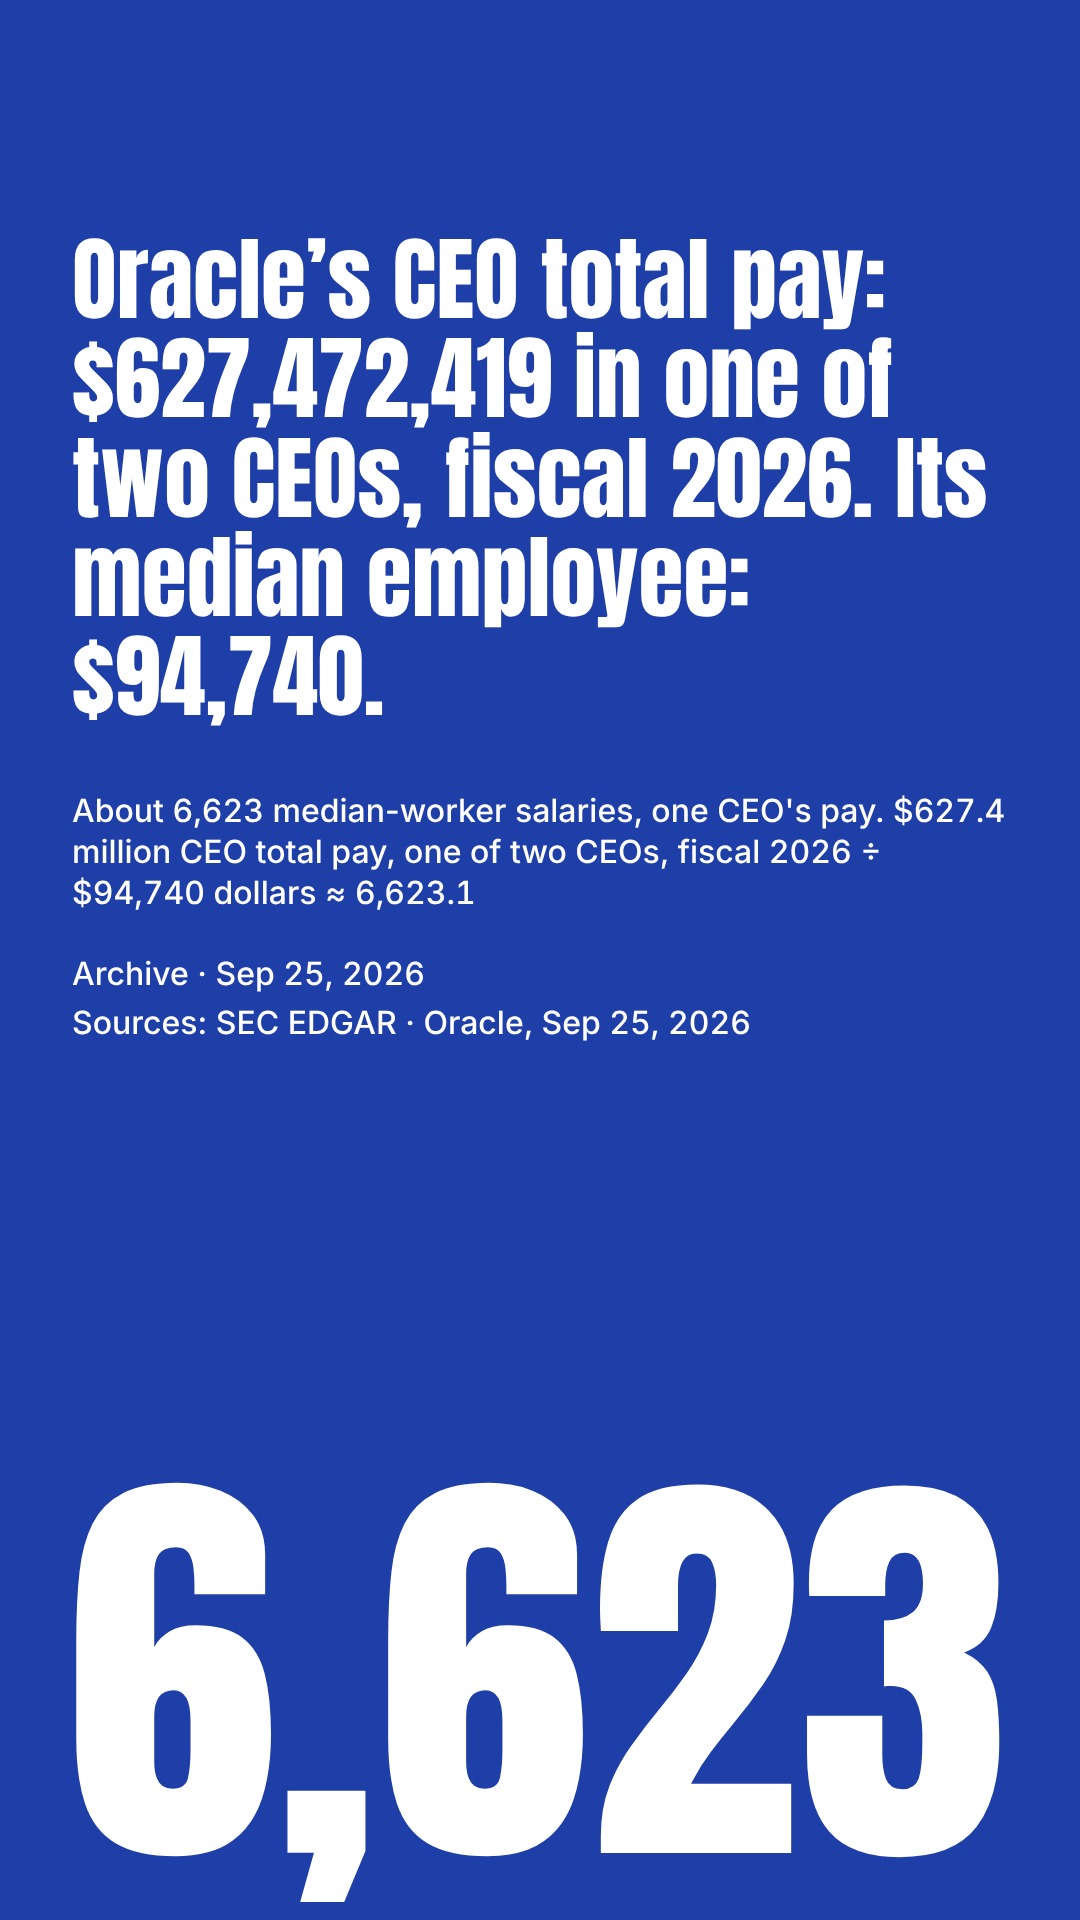 Oracle’s CEO total pay:
$627,472,419 in one of
two CEOs, fiscal 2026. Its
median employee:
$94,740.
About 6,623 median-worker salaries, one CEO's pay. $627.4
million CEO total pay, one of two CEOs, fiscal 2026 ÷
$94,740 dollars ≈ 6,623.1
Archive · Sep 25, 2026
Sources: SEC EDGAR · Oracle, Sep 25, 2026
6,623